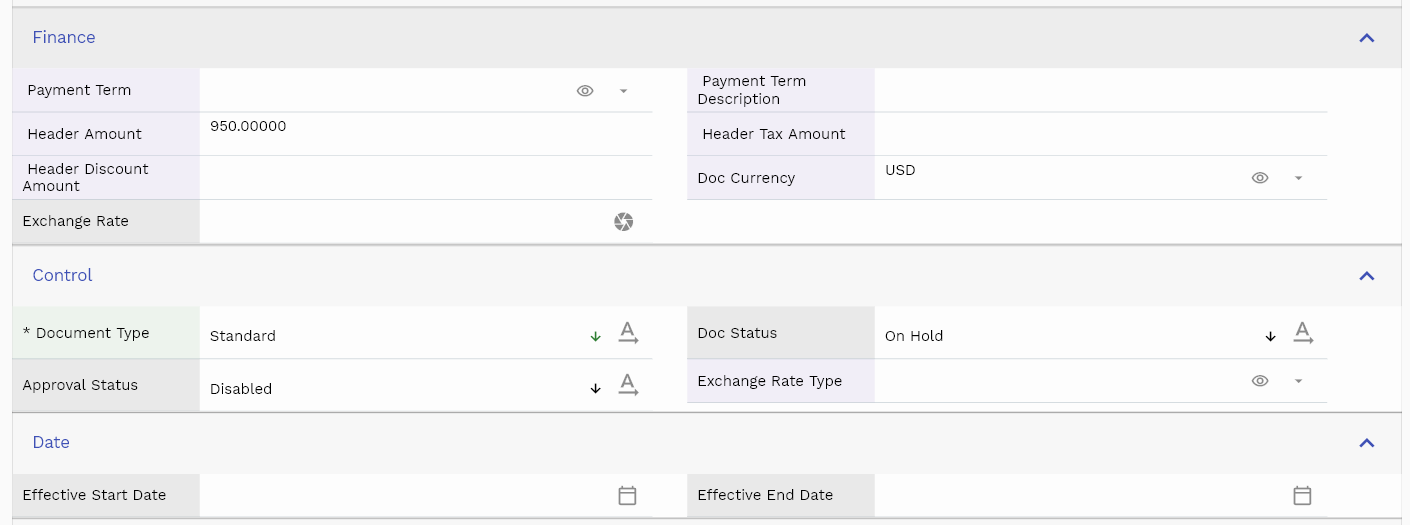 Finance
Payment Term
Payment Term
Description
Header Amount
950.00000
Header Tax Amount
Header Discount
Amount
Doc Currency
USD
Exchange Rate
Control
* Document Type
Standard
Doc Status
On Hold
Approval Status
Disabled
Exchange Rate Type
Date
Effective Start Date
Effective End Date